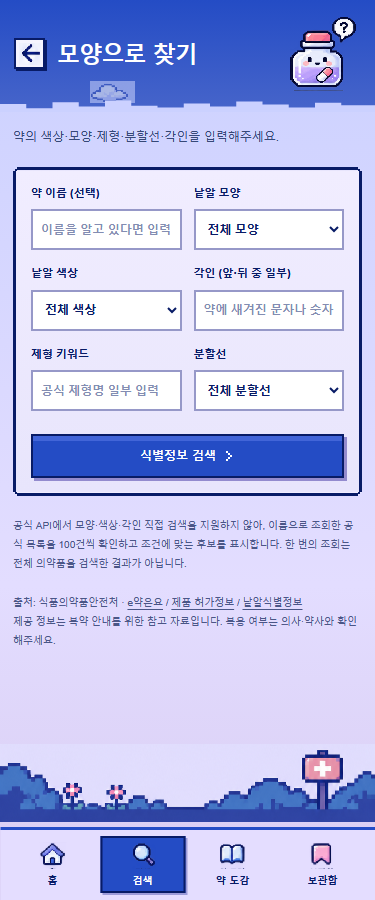 모양으로 찾기
?
약의 색상·모양·제형·분할선·각인을 입력해주세요.
약 이름 (선택)
낱알 모양
이름을 알고 있다면 입력
전체 모양
낱알 색상
각인 (앞·뒤 중 일부)
전체 색상
약에 새겨진 문자나 숫자
제형 키워드
분할선
공식 제형명 일부 입력
전체 분할선
식별정보 검색
공식 API에서 모양·색상·각인 직접 검색을 지원하지 않아, 이름으로 조회한 공
식 목록을 100건씩 확인하고 조건에 맞는 후보를 표시합니다. 한 번의 조회는
전체 의약품을 검색한 결과가 아닙니다.
출처: 식품의약품안전처 · e약은요 / 제품 허가정보 / 낱알식별정보
제공 정보는 복약 안내를 위한 참고 자료입니다. 복용 여부는 의사·약사와 확인
해주세요.
홈
검색
약 도감
보관함